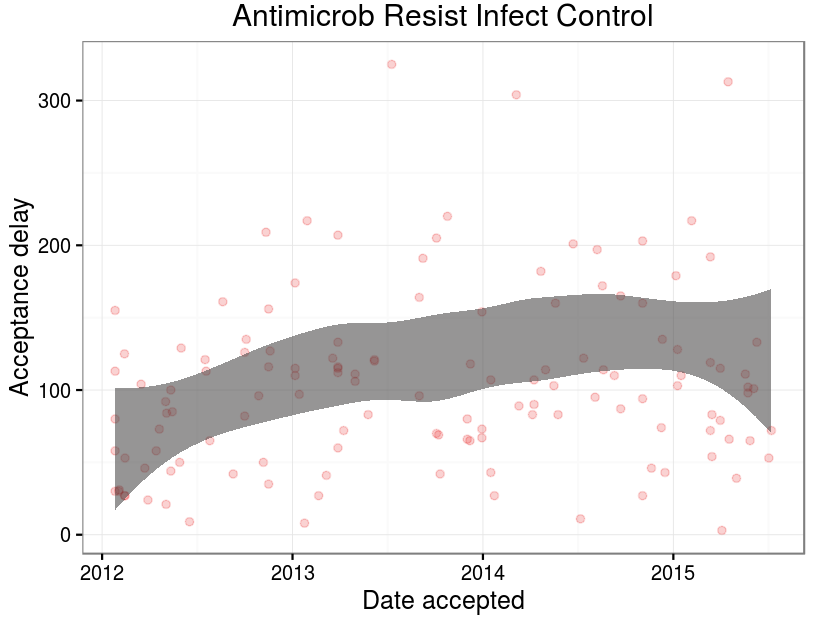 Antimicrob Resist Infect Control
Acceptance delay
300
200
100
0
2012 2013 2014 2015
Date accepted